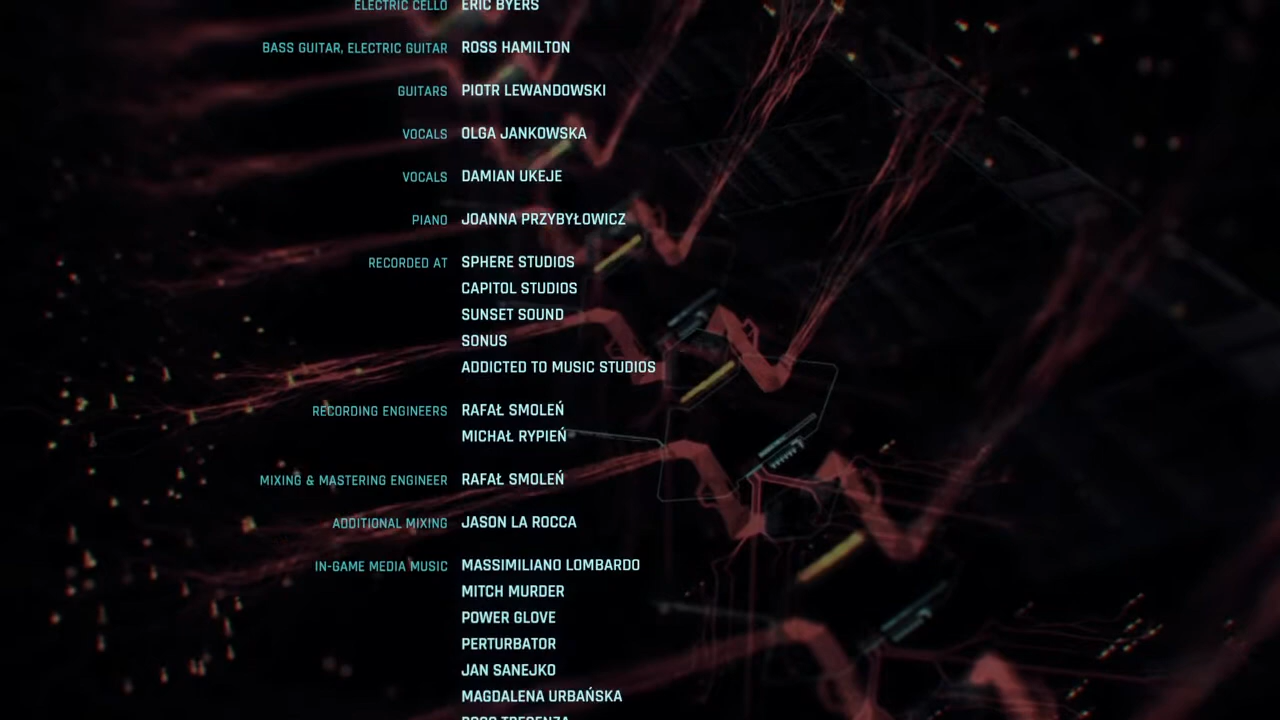 ELECTRIC CELLO ERIC BYERS
BASS GUITAR, ELECTRIC GUITAR ROSS HAMILTON
GUITARS PIOTR LEWANDOWSKI
VOCALS OLGA JANKOWSKA
VOCALS DAMIAN UKEJE
PIANO JOANNA PRZYBYŁOWICZ
RECORDED AT SPHERE STUDIOS
CAPITOL STUDIOS
SUNSET SOUND
SONUS
ADDICTED TO MUSIC STUDIOS
RECORDING ENGINEERS RAFAŁ SMOLEŃ
MICHAŁ RYPIEŃ
MIXING & MASTERING ENGINEER RAFAŁ SMOLEŃ
ADDITIONAL MIXING JASON LA ROCCA
IN-GAME MEDIA MUSIC MASSIMILIANO LOMBARDO
MITCH MURDER
POWER GLOVE
PERTURBATOR
JAN SANEJKO
MAGDALENA URBAŃSKA